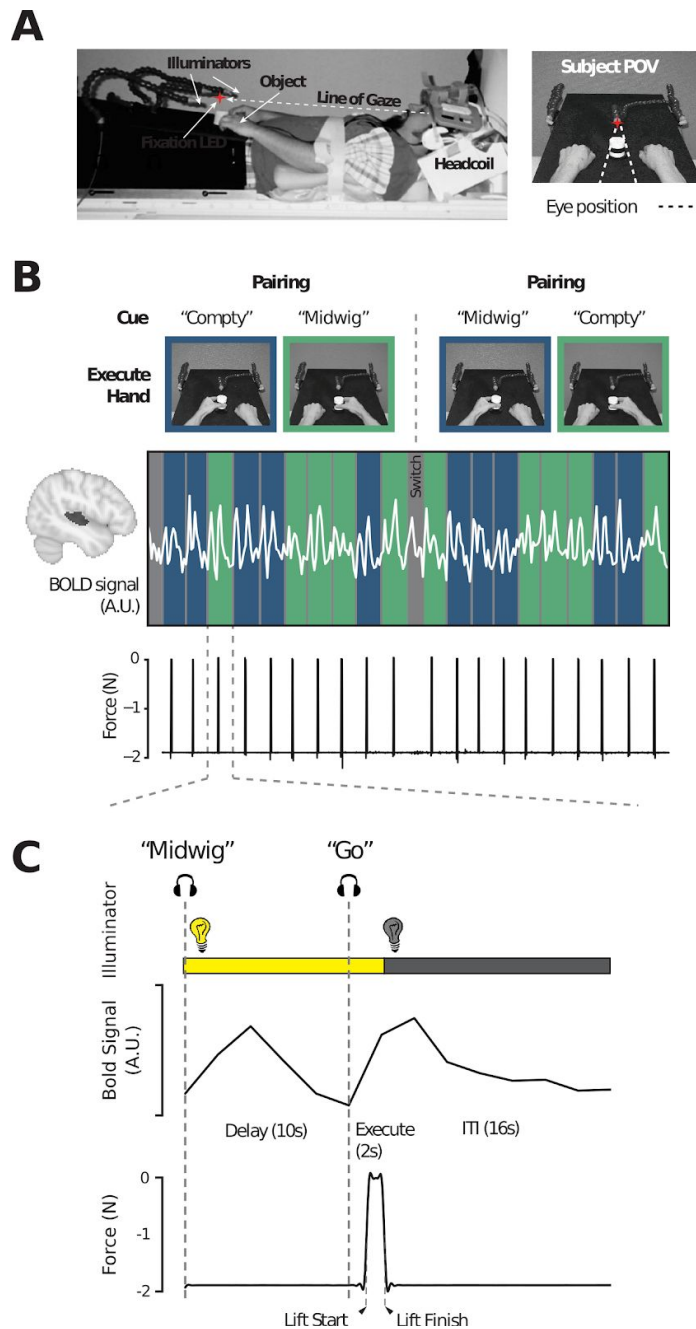 A
Illuminators
Object
Line of Gaze
Fixation LED
Headcoil
Subject POV
Eye position
B
Pairing Pairing
Cue “Compty” “Midwig” “Midwig” “Compty”
Execute
Hand
Switch
BOLD signal
(A.U.)
Force (N)
0
−1
−2
C
“Midwig” “Go”
Illuminator
Bold Signal
(A.U.)
Delay (10s) Execute
(2s)
ITI (16s)
Force (N)
0
-1
-2
Lift Start Lift Finish